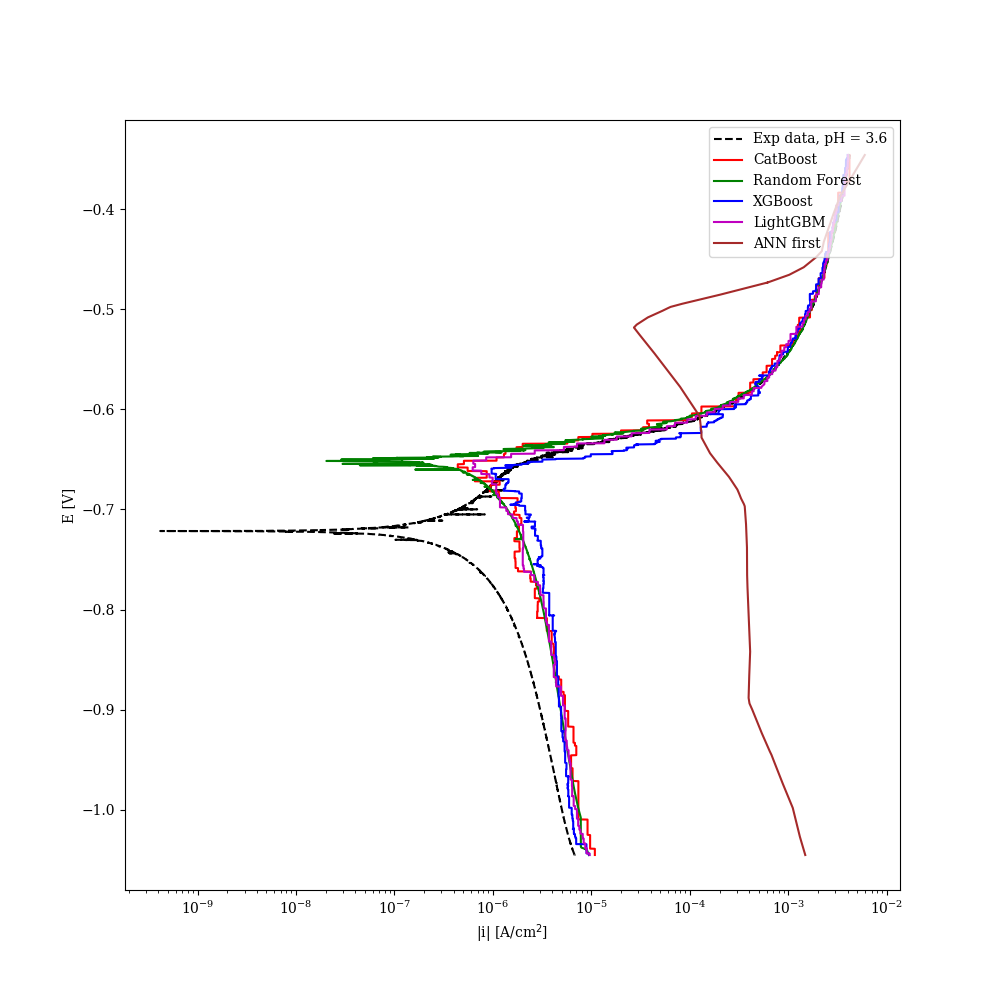 Exp data, pH = 3.6
CatBoost
Random Forest
XGBoost
LightGBM
ANN first
−0.4
−0.5
−0.6
−0.7
−0.8
−0.9
−1.0
E [V]
10⁻⁹ 10⁻⁸ 10⁻⁷ 10⁻⁶ 10⁻⁵ 10⁻⁴ 10⁻³ 10⁻²
|i| [A/cm²]